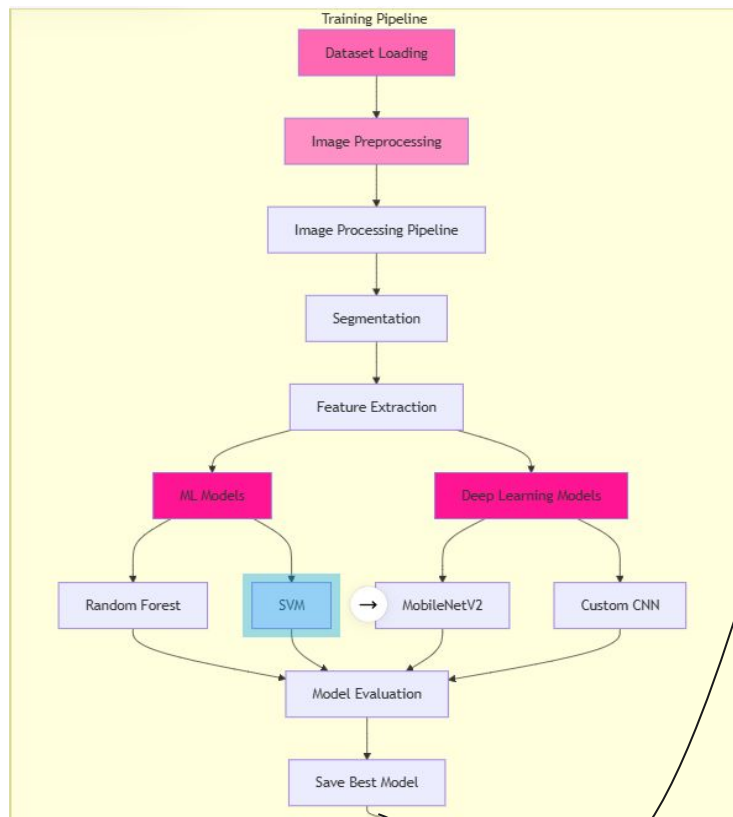 Training Pipeline
Dataset Loading
Image Preprocessing
Image Processing Pipeline
Segmentation
Feature Extraction
ML Models
Deep Learning Models
Random Forest
SVM
→
MobileNetV2
Custom CNN
Model Evaluation
Save Best Model